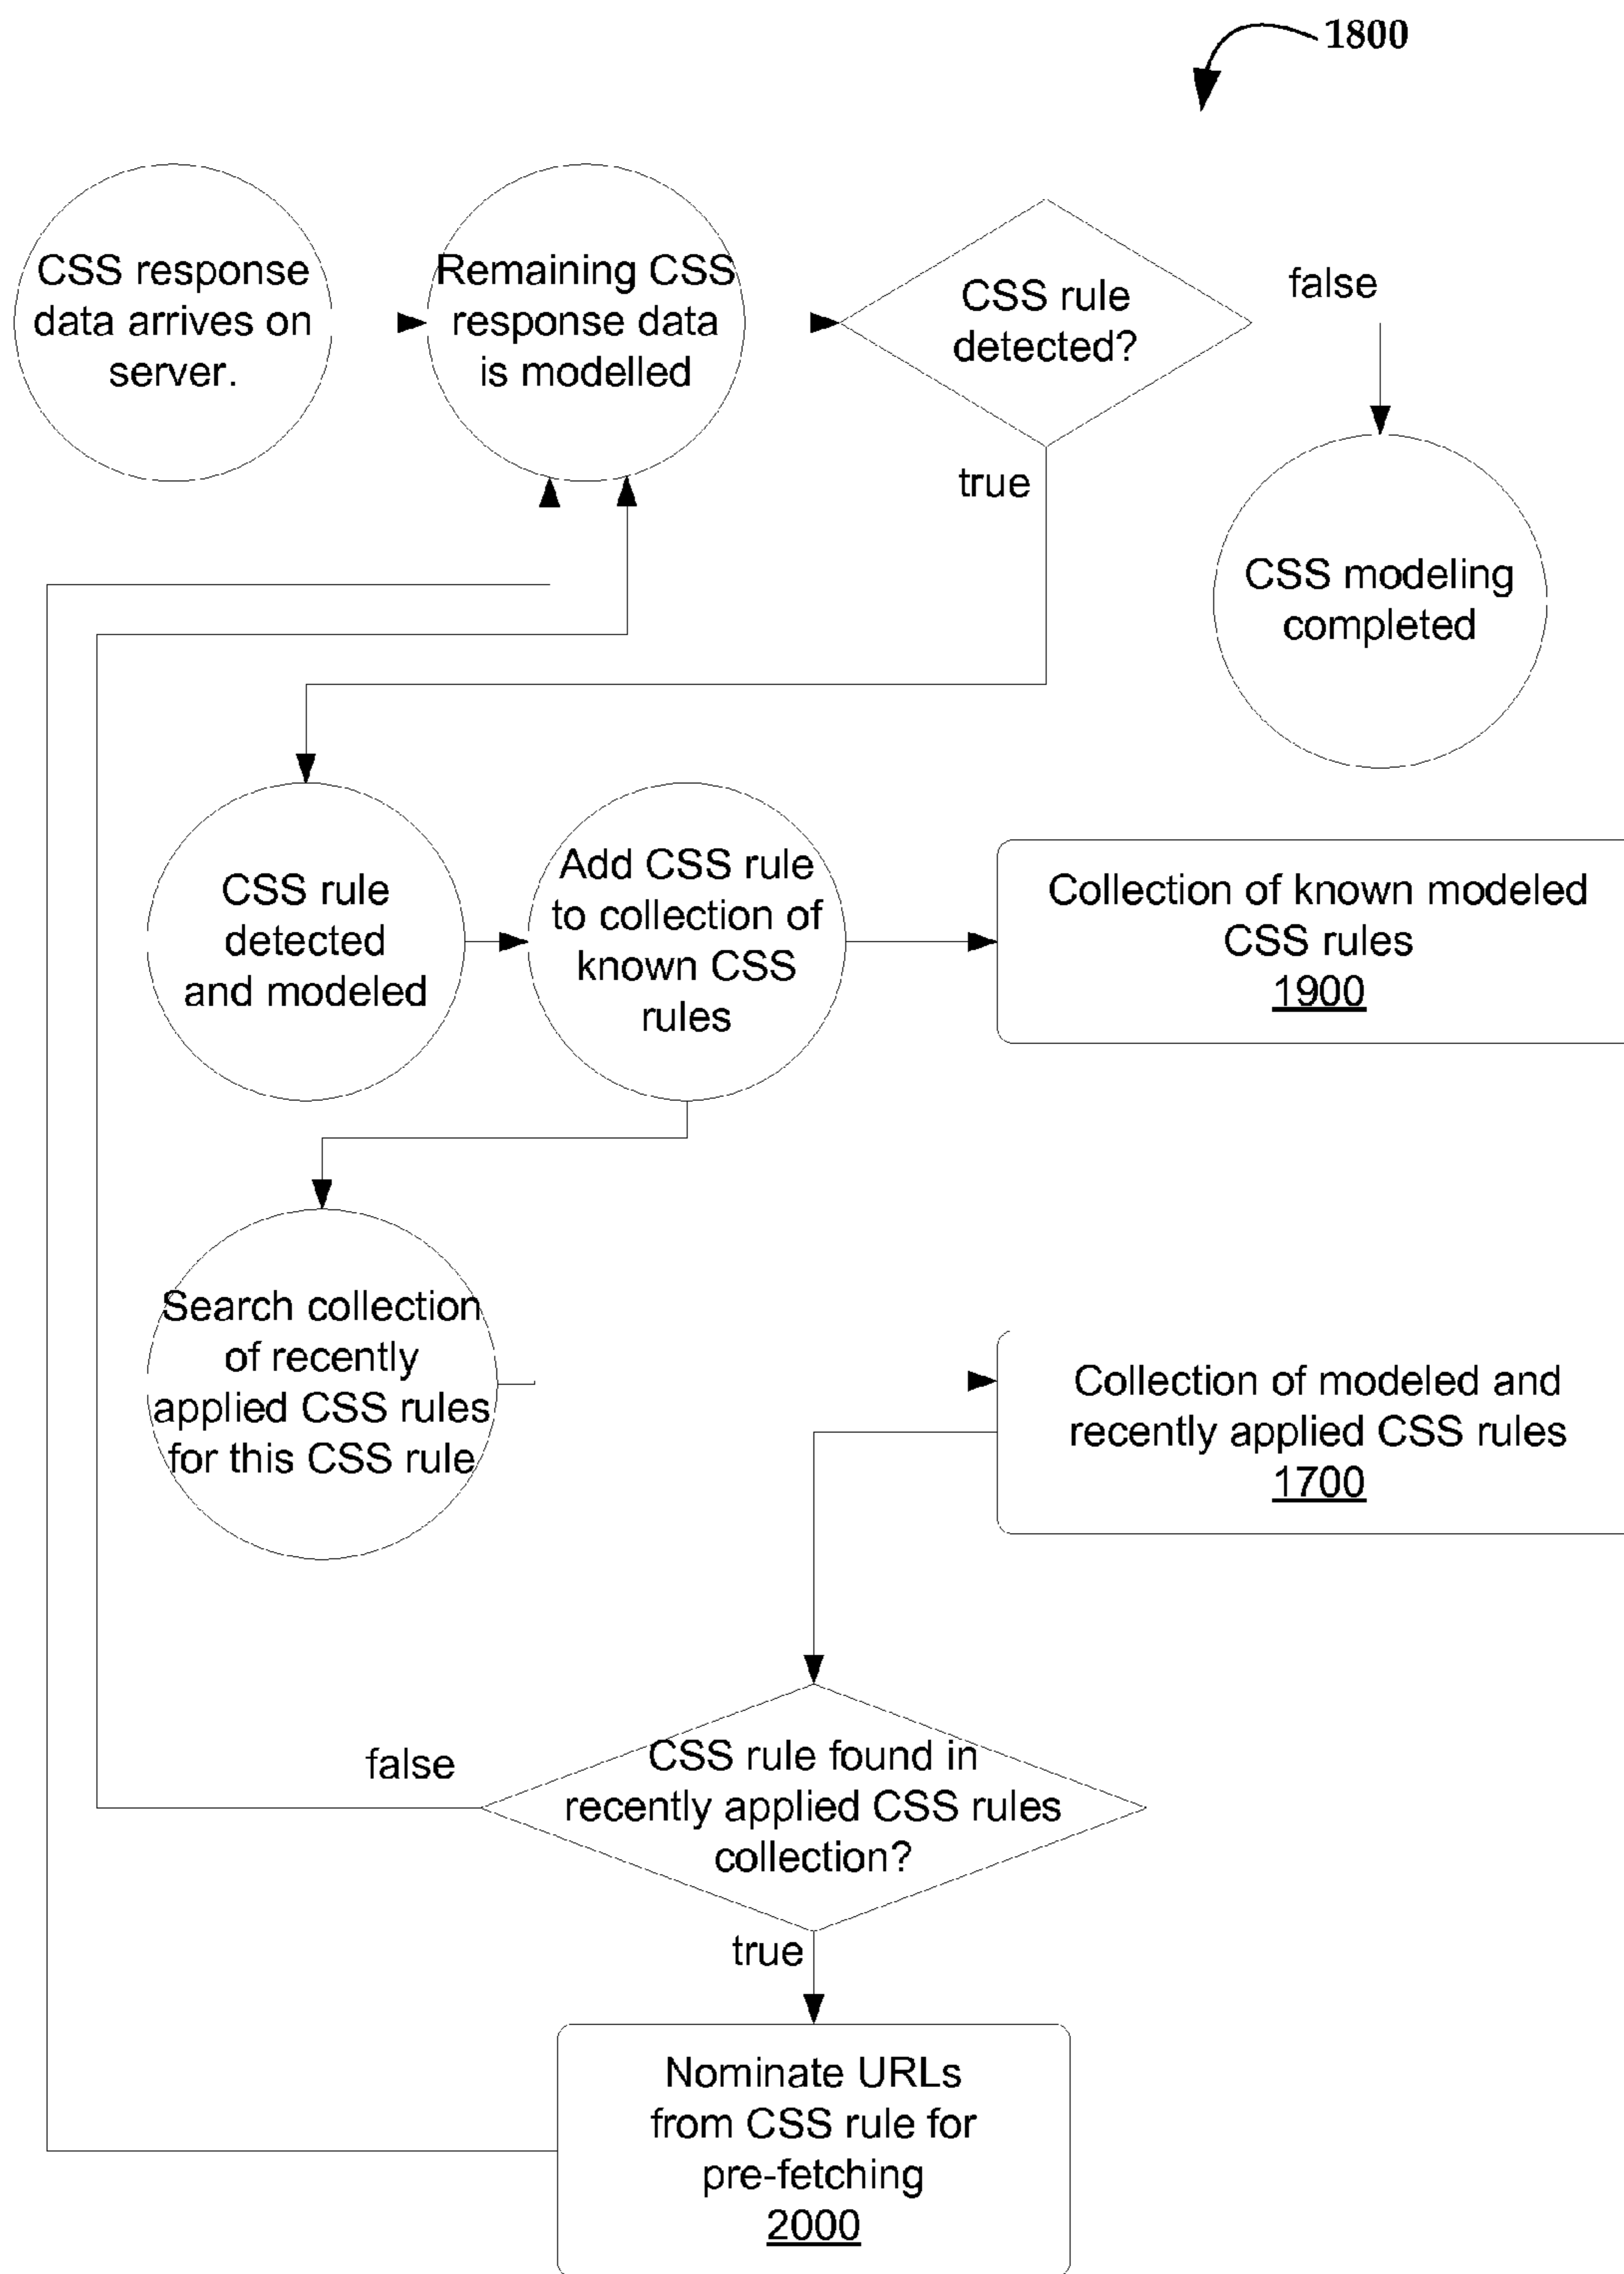 1800
CSS response
data arrives on
server.
Remaining CSS
response data
is modelled
CSS rule
detected?
false
true
CSS modeling
completed
CSS rule
detected
and modeled
Add CSS rule
to collection of
known CSS
rules
Collection of known modeled
CSS rules
1900
Search collection
of recently
applied CSS rules
for this CSS rule
Collection of modeled and
recently applied CSS rules
1700
false
CSS rule found in
recently applied CSS rules
collection?
true
Nominate URLs
from CSS rule for
pre-fetching
2000